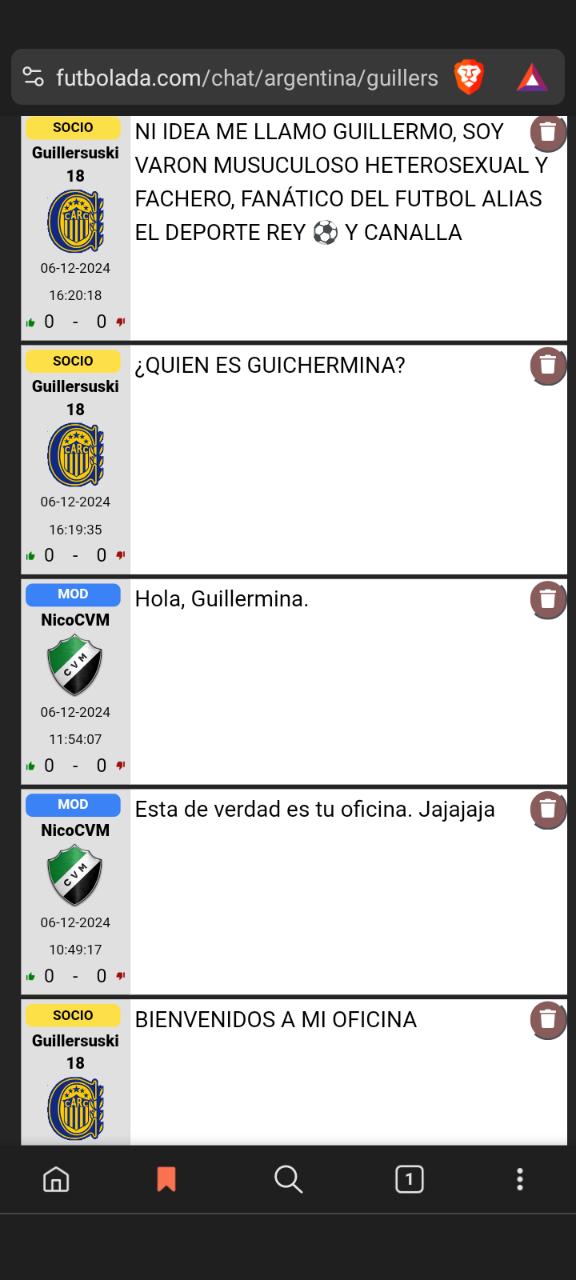 futbolada.com/chat/argentina/guillers
SOCIO
Guillersuski
18
06-12-2024
16:20:18
0 - 0
NI IDEA ME LLAMO GUILLERMO, SOY
VARON MUSUCULOSO HETEROSEXUAL Y
FACHERO, FANÁTICO DEL FUTBOL ALIAS
EL DEPORTE REY ⚽ Y CANALLA
SOCIO
Guillersuski
18
CARC
06-12-2024
16:19:35
0 - 0
¿QUIEN ES GUICHERMINA?
MOD
NicoCVM
CVM
06-12-2024
11:54:07
0 - 0
Hola, Guillermina.
MOD
NicoCVM
CVM
06-12-2024
10:49:17
0 - 0
Esta de verdad es tu oficina. Jajajaja
SOCIO
Guillersuski
18
CARC
BIENVENIDOS A MI OFICINA
1